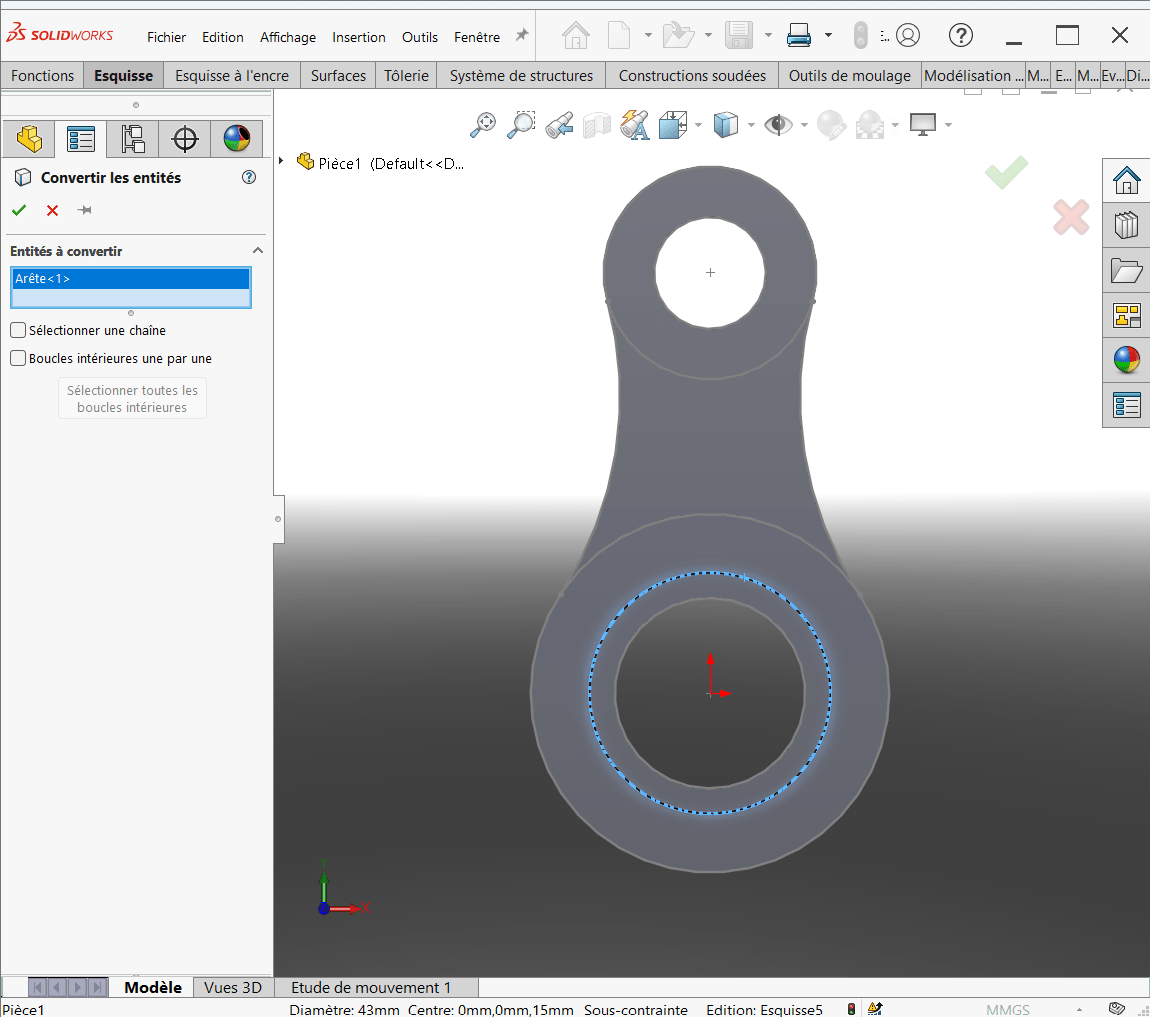 SOLIDWORKS Fichier Edition Affichage Insertion Outils Fenêtre
Fonctions Esquisse Esquisse à l'encre Surfaces Tôlerie Système de structures Constructions soudées Outils de moulage Modélisation ... M... E... M... Ev... Di...
Pièce1 (Default<<D...
Convertir les entités
Entités à convertir
Arête<1>
Sélectionner une chaîne
Boucles intérieures une par une
Sélectionner toutes les
boucles intérieures
Y
X
Modèle Vues 3D Etude de mouvement 1
Pièce1 Diamètre: 43mm Centre: 0mm,0mm,15mm Sous-contrainte Edition: Esquisse5 MMGS